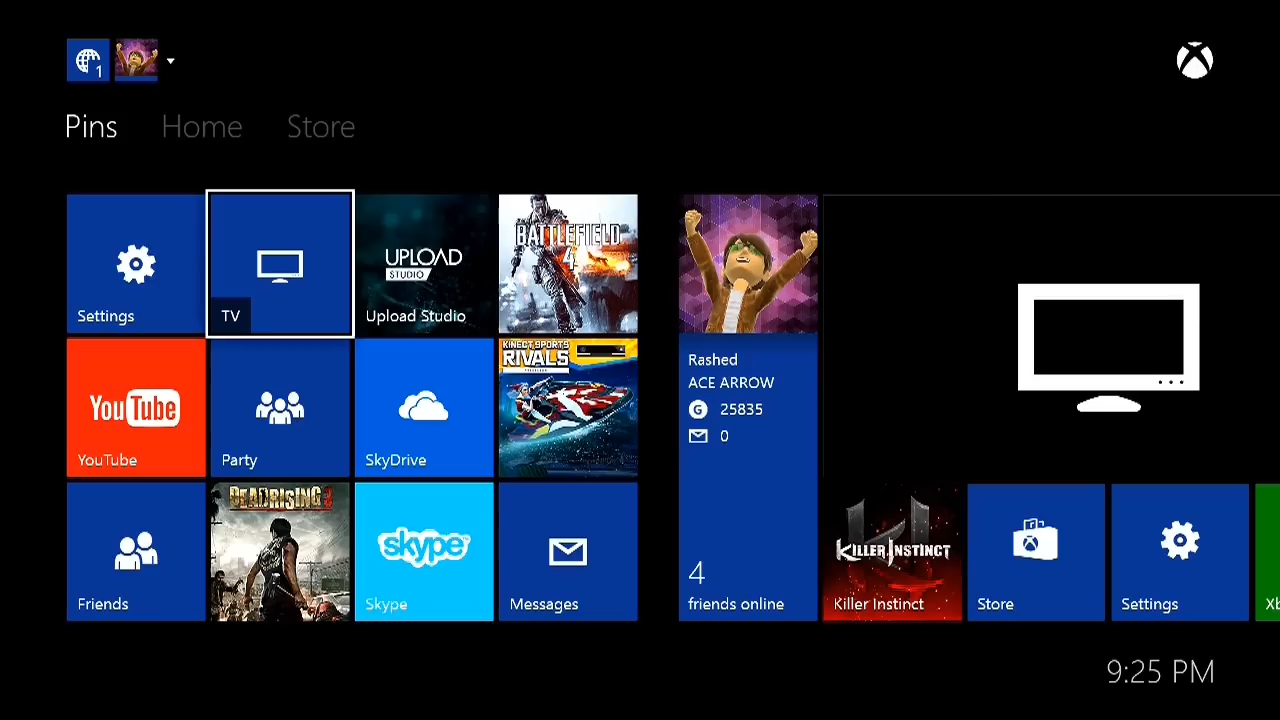 1
Pins Home Store
Settings
TV
UPLOAD
STUDIO
Upload Studio
BATTLEFIELD
4
YouTube
YouTube
Party
SkyDrive
KINECT SPORTS
RIVALS
Friends
DEADRISING 3
skype
Skype
Messages
Rashed
ACE ARROW
G 25835
0
4
friends online
KILLER INSTINCT
Killer Instinct
Store
Settings
Xb
9:25 PM